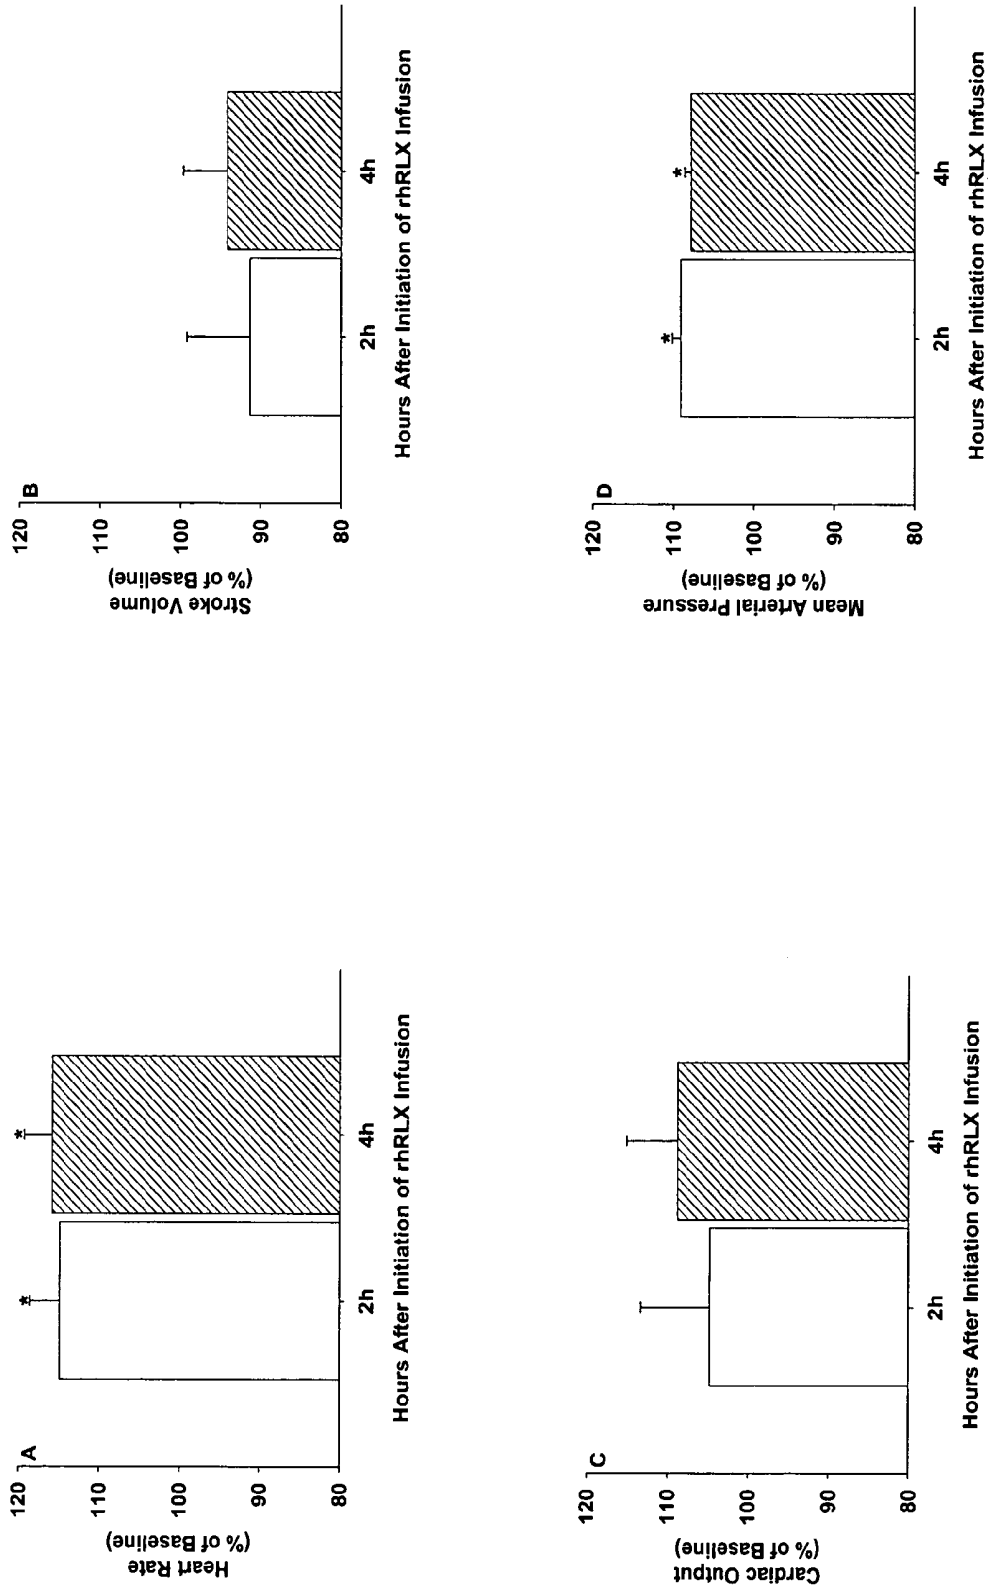 A
Heart Rate
(% of Baseline)
120
110
100
90
80
*
*
2h
4h
Hours After Initiation of rhRLX Infusion
B
Stroke Volume
(% of Baseline)
120
110
100
90
80
2h
4h
Hours After Initiation of rhRLX Infusion
C
Cardiac Output
(% of Baseline)
120
110
100
90
80
2h
4h
Hours After Initiation of rhRLX Infusion
D
Mean Arterial Pressure
(% of Baseline)
120
110
100
90
80
*
*
2h
4h
Hours After Initiation of rhRLX Infusion